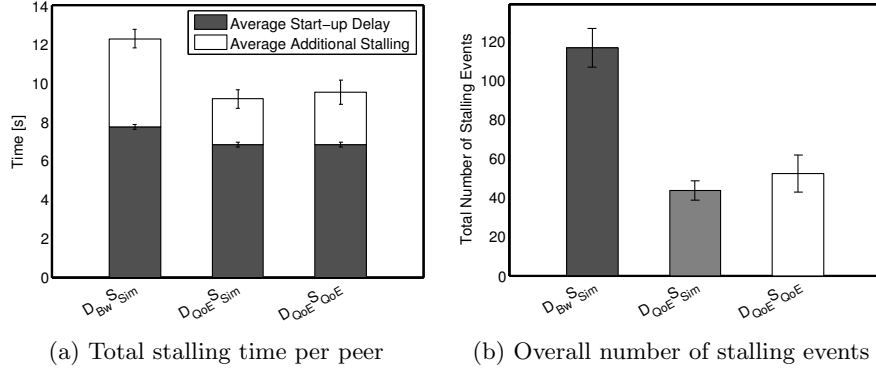 14
12
10
8
6
4
2
0
Time [s]
Average Start-up Delay
Average Additional Stalling
D_Bw S_Sim
D_QoE S_Sim
D_QoE S_QoE
(a) Total stalling time per peer
120
100
80
60
40
20
0
Total Number of Stalling Events
D_Bw S_Sim
D_QoE S_Sim
D_QoE S_QoE
(b) Overall number of stalling events